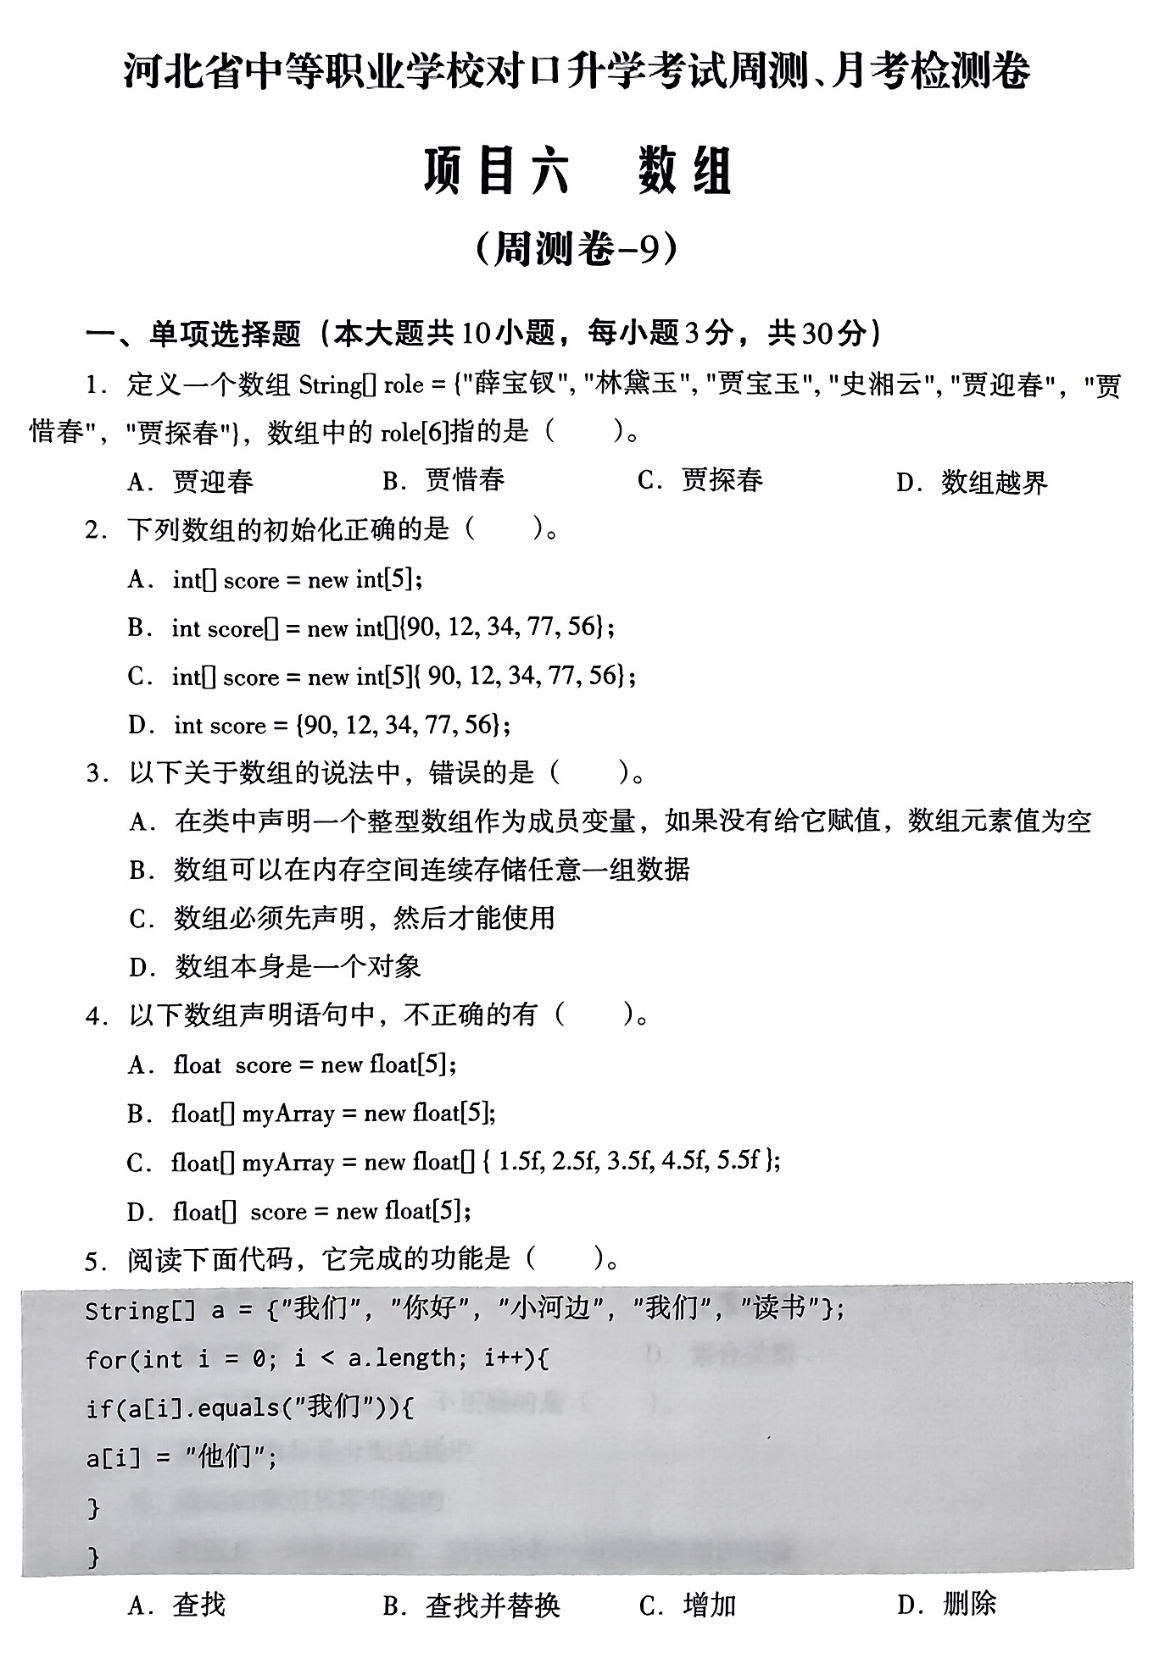 河北省中等职业学校对口升学考试周测、月考检测卷
项目六 数组
（周测卷-9）
一、单项选择题（本大题共10小题，每小题3分，共30分）
1. 定义一个数组 String[] role = {"薛宝钗", "林黛玉", "贾宝玉", "史湘云", "贾迎春"，"贾
惜春"，"贾探春"}，数组中的 role[6]指的是（　　）。
A. 贾迎春 B. 贾惜春 C. 贾探春 D. 数组越界
2. 下列数组的初始化正确的是（　　）。
A. int[] score = new int[5];
B. int score[] = new int[]{90, 12, 34, 77, 56};
C. int[] score = new int[5]{ 90, 12, 34, 77, 56};
D. int score = {90, 12, 34, 77, 56};
3. 以下关于数组的说法中，错误的是（　　）。
A. 在类中声明一个整型数组作为成员变量，如果没有给它赋值，数组元素值为空
B. 数组可以在内存空间连续存储任意一组数据
C. 数组必须先声明，然后才能使用
D. 数组本身是一个对象
4. 以下数组声明语句中，不正确的有（　　）。
A. float score = new float[5];
B. float[] myArray = new float[5];
C. float[] myArray = new float[] { 1.5f, 2.5f, 3.5f, 4.5f, 5.5f };
D. float[] score = new float[5];
5. 阅读下面代码，它完成的功能是（　　）。
String[] a = {"我们", "你好", "小河边", "我们", "读书"};
for(int i = 0; i < a.length; i++){
if(a[i].equals("我们")){
a[i] = "他们";
}
}
A. 查找 B. 查找并替换 C. 增加 D. 删除